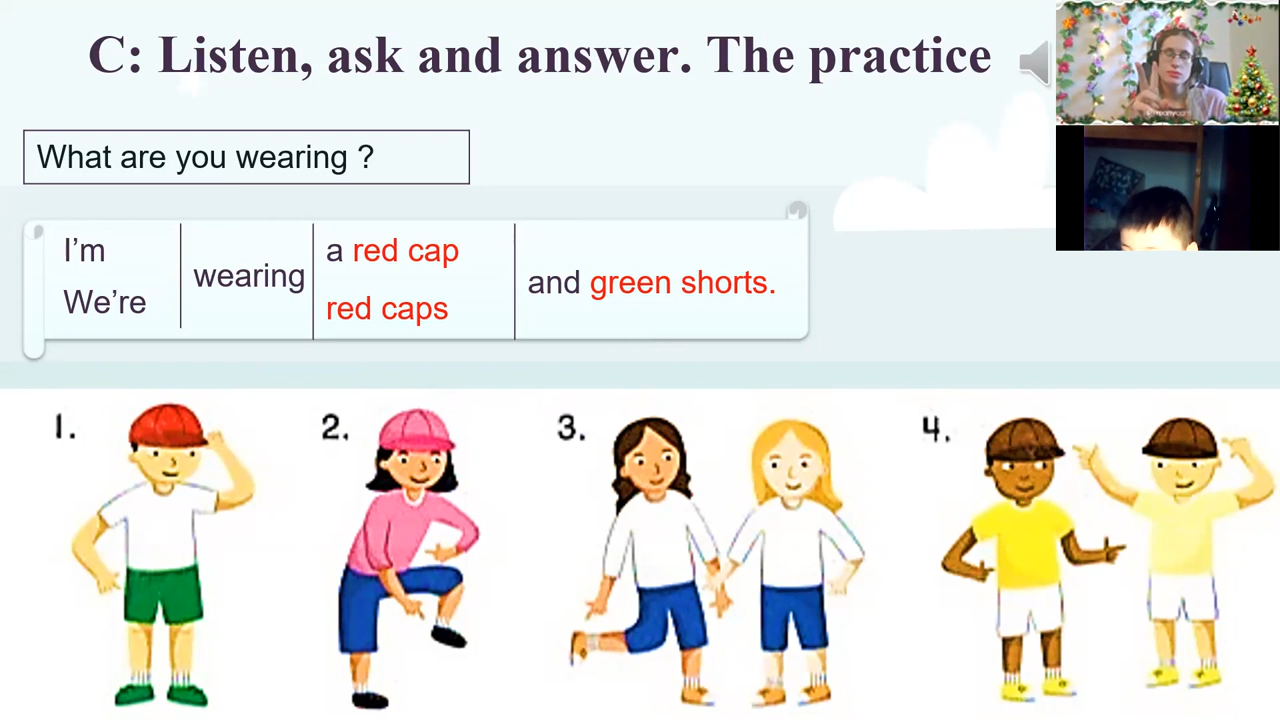 C: Listen, ask and answer. The practice
What are you wearing ?
I'm
We're
wearing
a red cap
red caps
and green shorts.
1.
2.
3.
4.